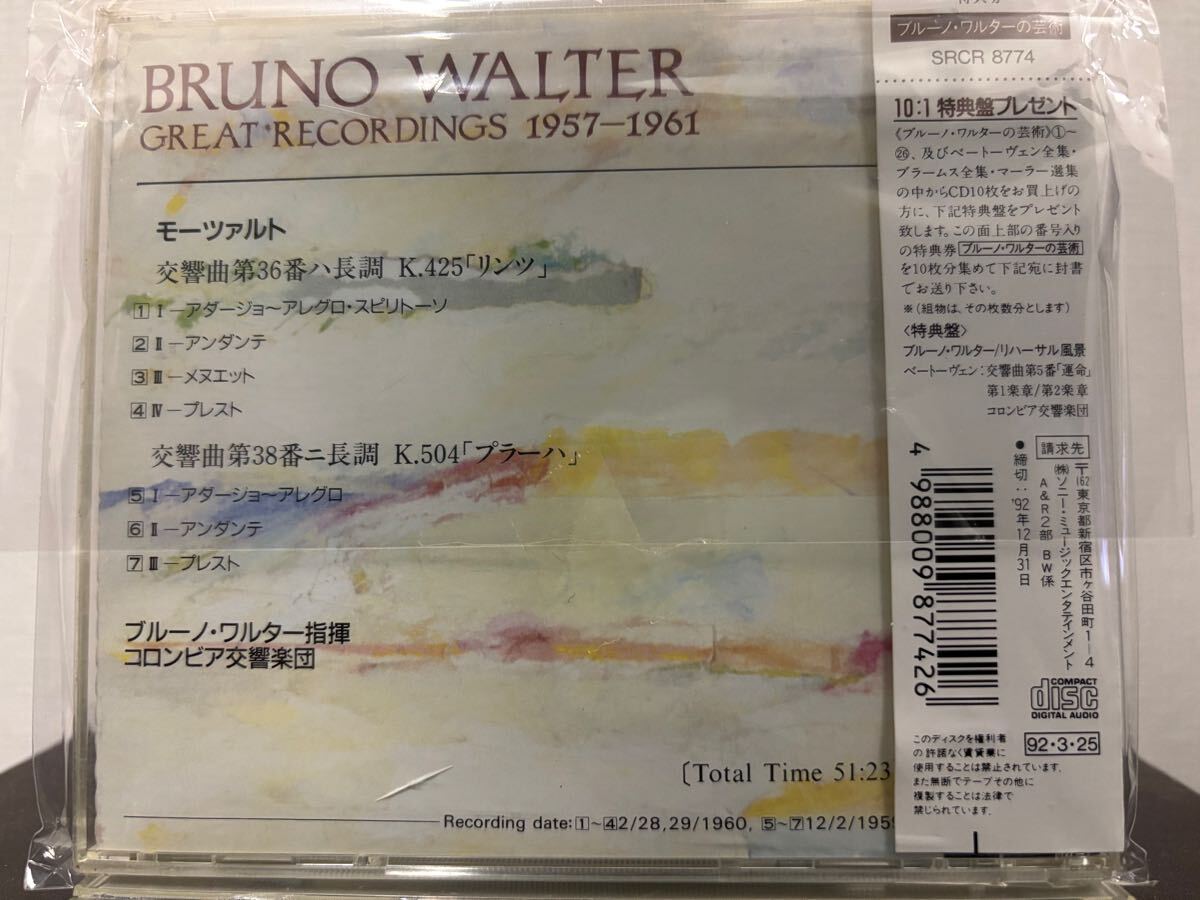 BRUNO WALTER
GREAT RECORDINGS 1957–1961
モーツァルト
交響曲第36番ハ長調 K.425「リンツ」
1 I—アダージョ〜アレグロ・スピリトーソ
2 II—アンダンテ
3 III—メヌエット
4 IV—プレスト
交響曲第38番ニ長調 K.504「プラーハ」
5 I—アダージョ〜アレグロ
6 II—アンダンテ
7 III—プレスト
ブルーノ・ワルター指揮
コロンビア交響楽団
〔Total Time 51:23
Recording date: 1〜4 2/28,29/1960, 5〜7 12/2/1959
ブルーノ・ワルターの芸術
SRCR 8774
10:1 特典盤プレゼント
《ブルーノ・ワルターの芸術》①〜
㉖、及びベートーヴェン全集・
ブラームス全集・マーラー選集
の中からCD10枚をお買上げの
方に、下記特典盤をプレゼント
致します。この面上部の番号入り
の特典券 ブルーノ・ワルターの芸術
を10枚分集めて下記宛に封書
でお送り下さい。
※(組物は、その枚数分とします)
〈特典盤〉
ブルーノ・ワルター/リハーサル風景
ベートーヴェン:交響曲第5番「運命」
第1楽章/第2楽章
コロンビア交響楽団
請求先
〒162 東京都新宿区市ヶ谷田町1—4
㈱ソニー・ミュージックエンタテインメント
A&R2部 BW係
●締切:'92年12月31日
4 988009 877426
COMPACT
disc
DIGITAL AUDIO
92・3・25
このディスクを権利者
の許諾なく賃貸業に
使用することは禁止されています。
また無断でテープその他に
複製することは法律で
禁じられています。